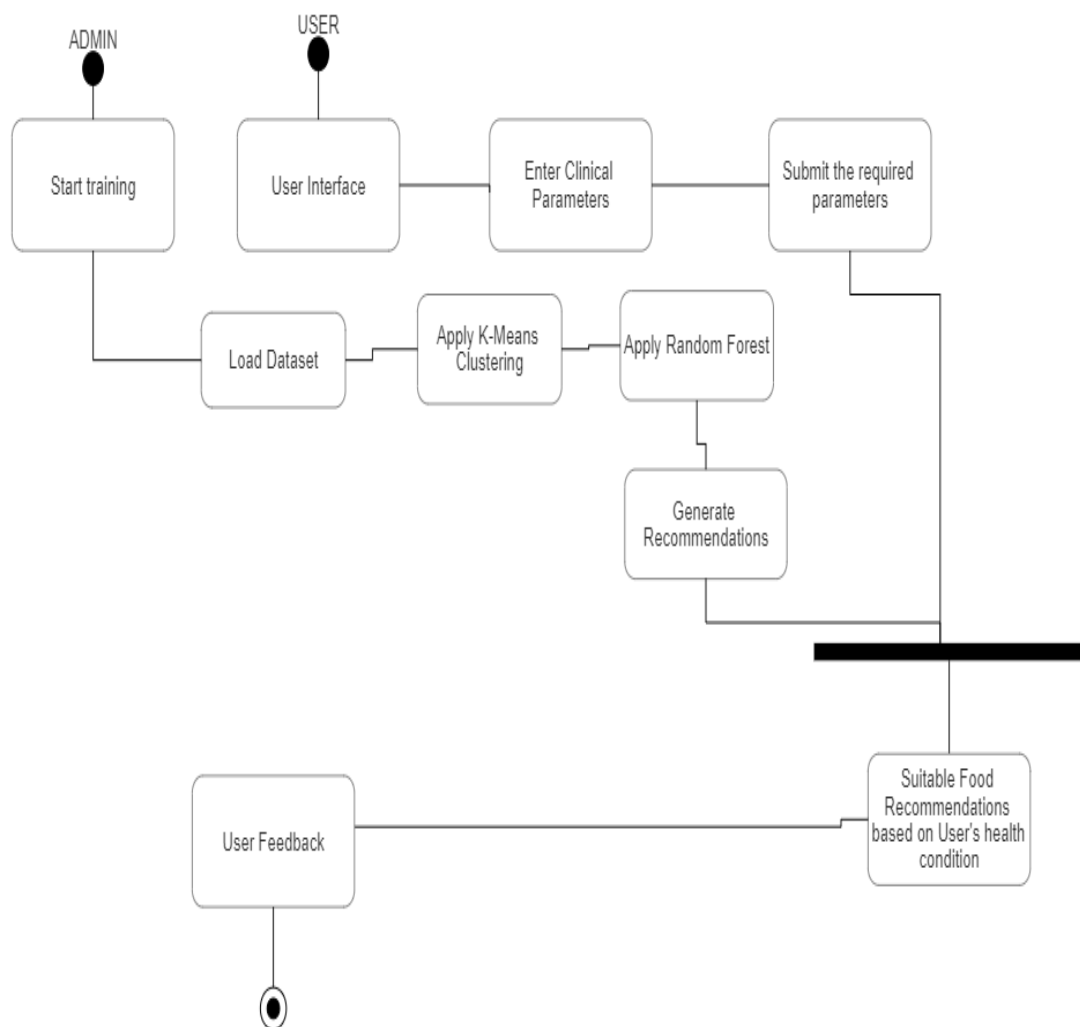 ADMIN
USER
Start training
User Interface
Enter Clinical
Parameters
Submit the required
parameters
Load Dataset
Apply K-Means
Clustering
Apply Random Forest
Generate
Recommendations
Suitable Food
Recommendations
based on User's health
condition
User Feedback